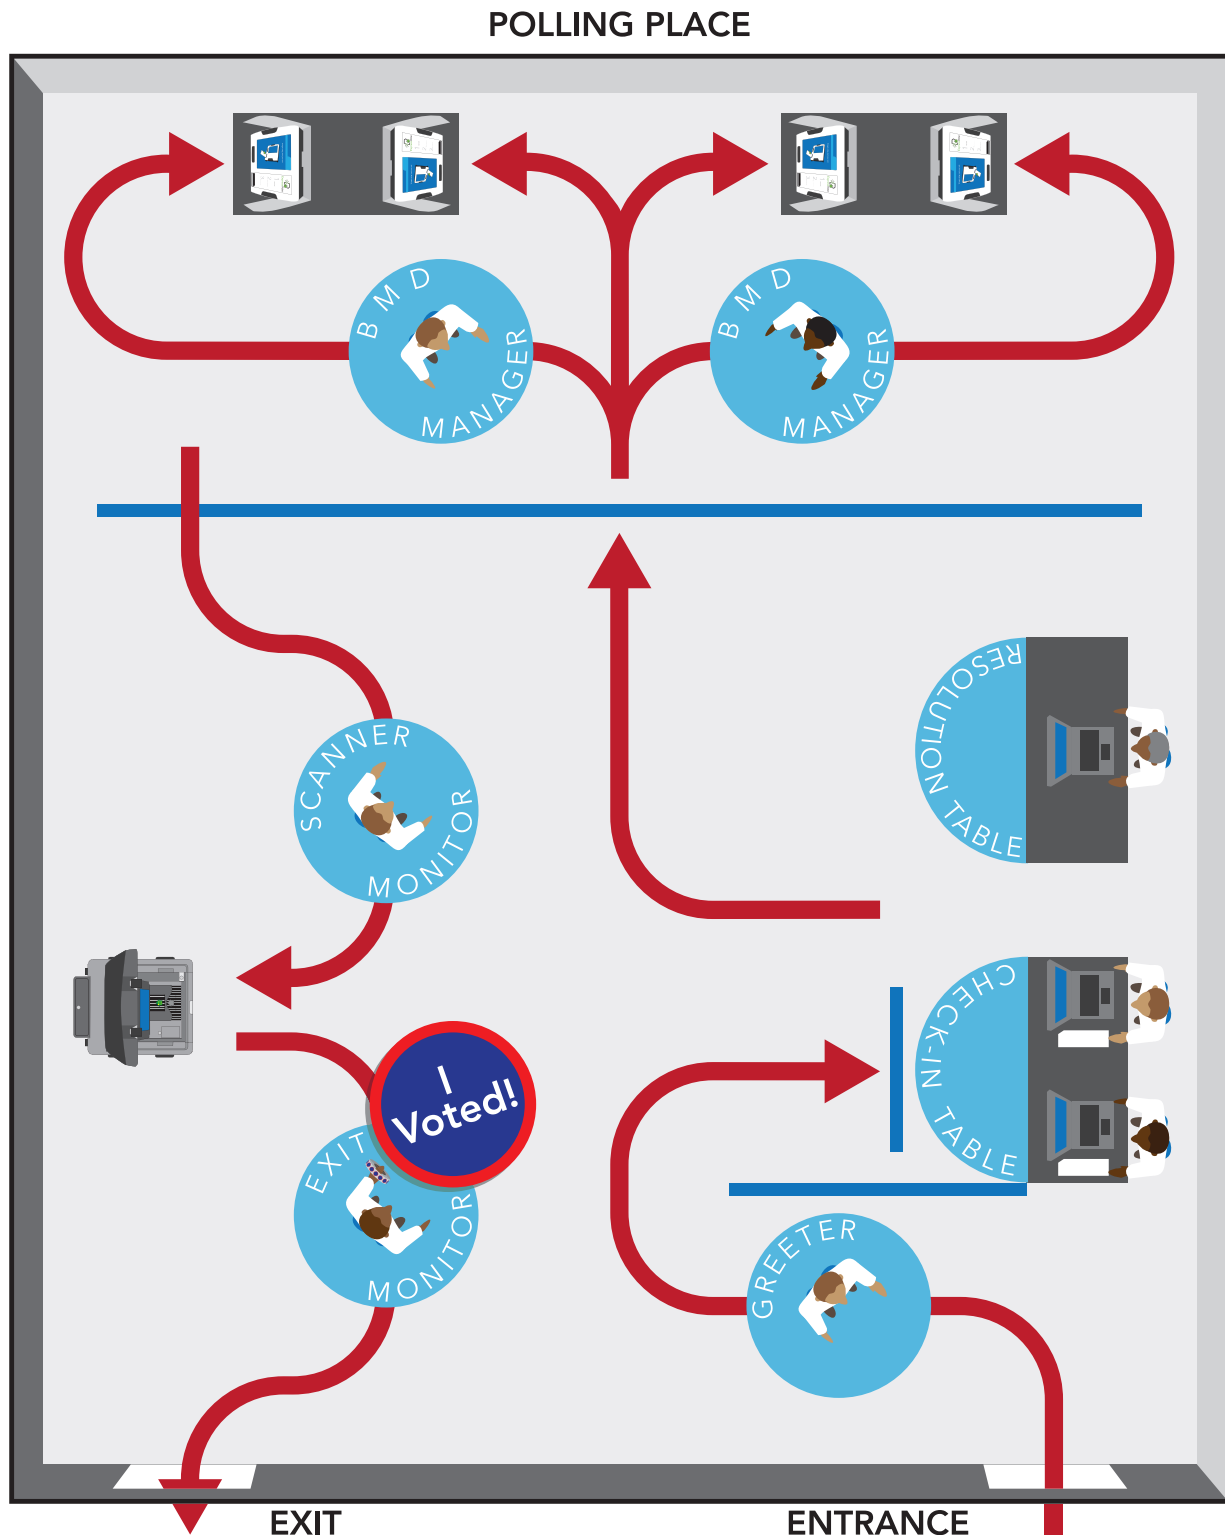 POLLING PLACE
BMD
MANAGER
BMD
MANAGER
RESOLUTION TABLE
SCANNER
MONITOR
CHECK-IN TABLE
I
Voted!
EXIT
MONITOR
GREETER
EXIT
ENTRANCE